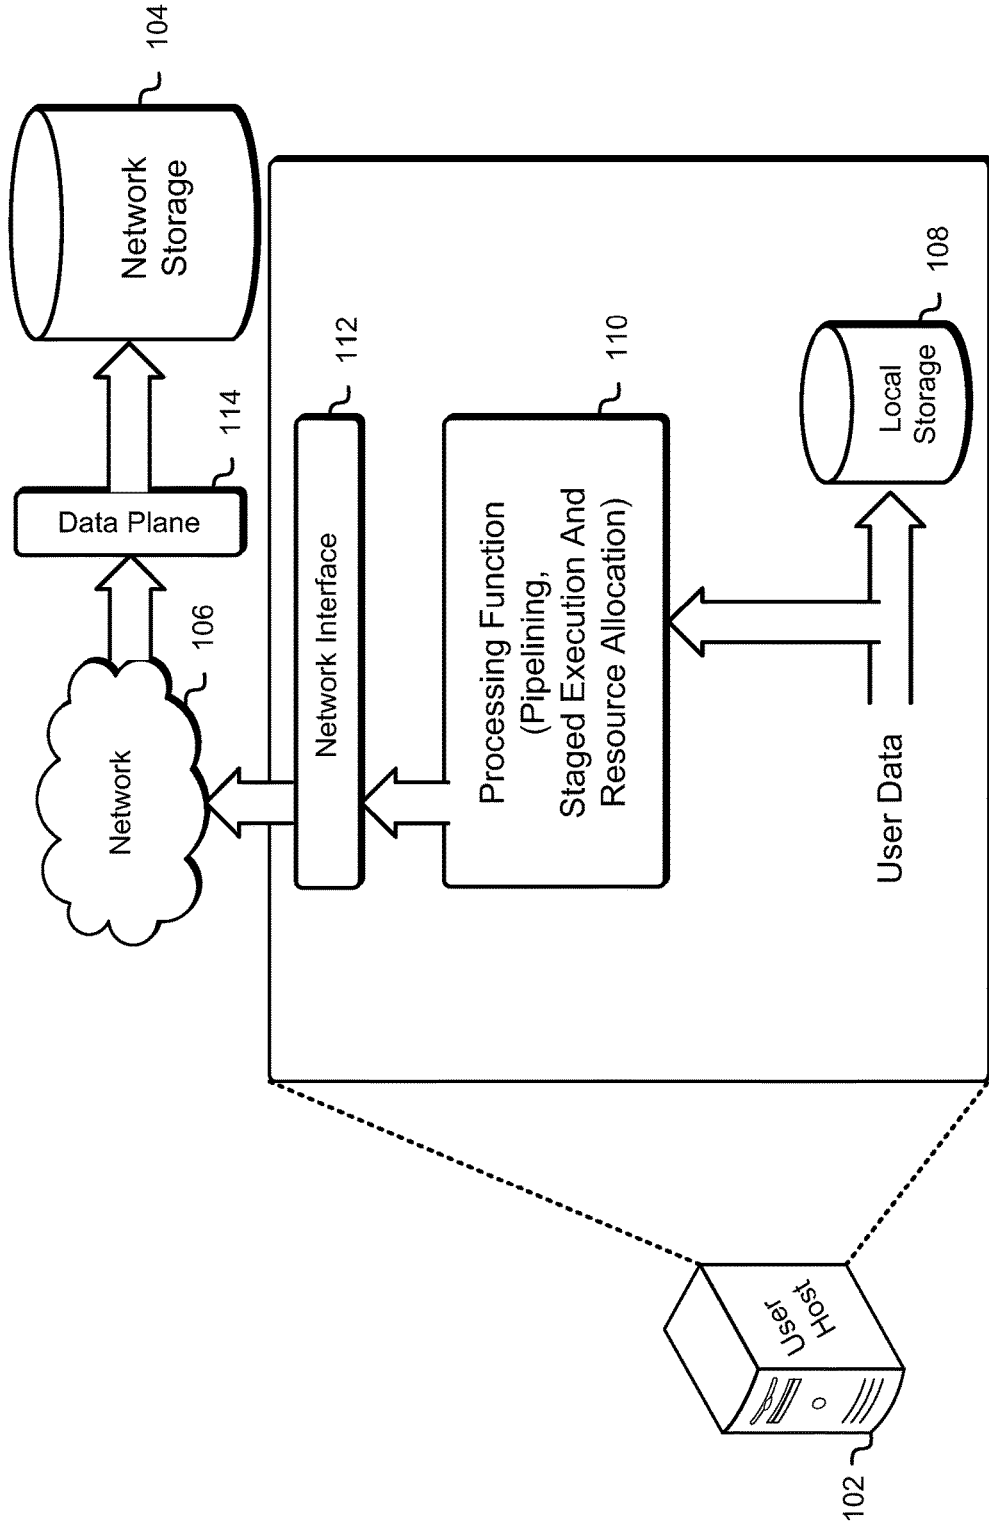 104
Network
Storage
114
Data Plane
106
Network
112
Network Interface
110
Processing Function
(Pipelining,
Staged Execution And
Resource Allocation)
108
Local
Storage
User Data
User
Host
102